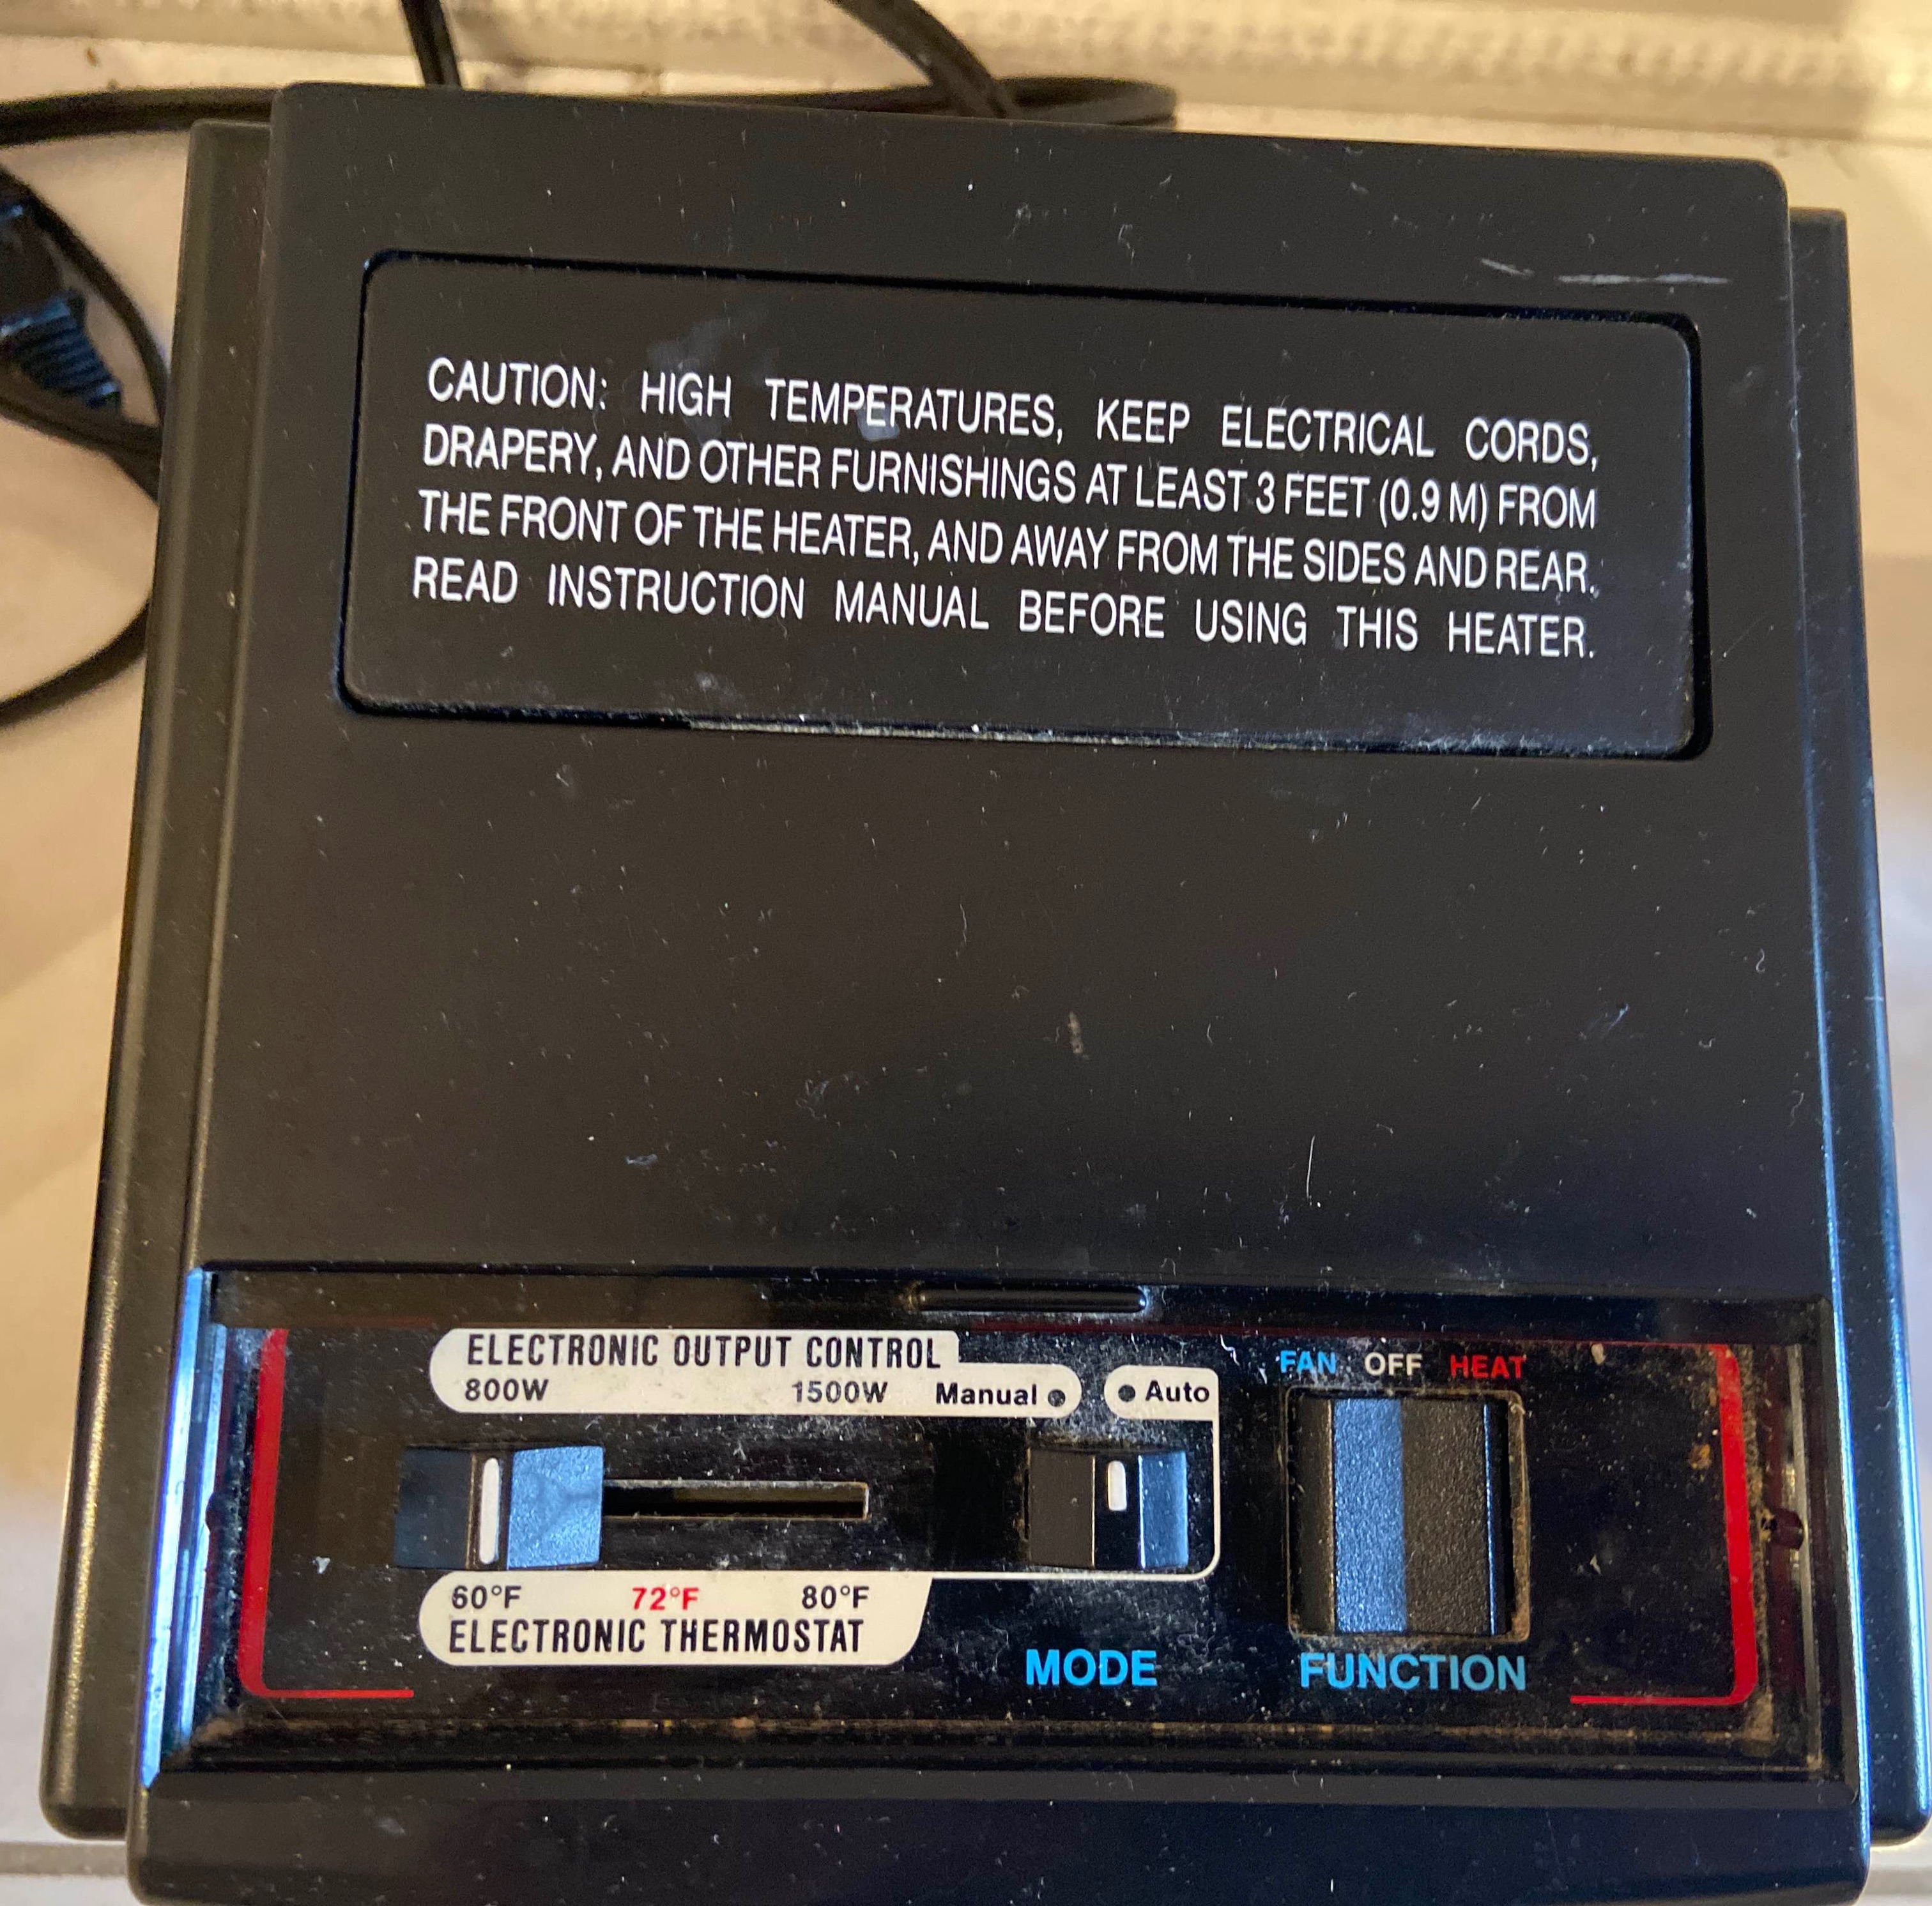 CAUTION: HIGH TEMPERATURES, KEEP ELECTRICAL CORDS,
DRAPERY, AND OTHER FURNISHINGS AT LEAST 3 FEET (0.9 M) FROM
THE FRONT OF THE HEATER, AND AWAY FROM THE SIDES AND REAR.
READ INSTRUCTION MANUAL BEFORE USING THIS HEATER.
ELECTRONIC OUTPUT CONTROL
800W 1500W Manual Auto
FAN OFF HEAT
60°F 72°F 80°F
ELECTRONIC THERMOSTAT
MODE FUNCTION